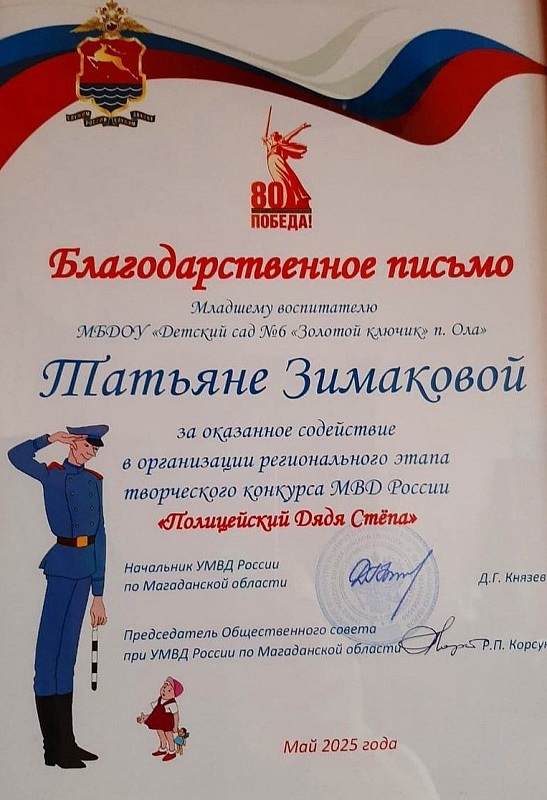 80
ПОБЕДА!
Благодарственное письмо
Младшему воспитателю
МБДОУ «Детский сад №6 «Золотой ключик» п. Ола»
Татьяне Зимаковой
за оказанное содействие
в организации регионального этапа
творческого конкурса МВД России
«Полицейский Дядя Стёпа»
Начальник УМВД России
по Магаданской области
Д.Г. Князев
Председатель Общественного совета
при УМВД России по Магаданской области
Р.П. Корсун
Май 2025 года